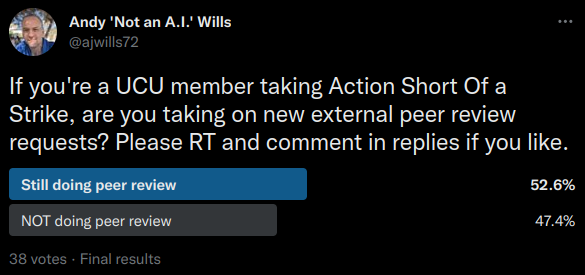 Andy 'Not an A.I.' Wills
@ajwills72
If you're a UCU member taking Action Short Of a
Strike, are you taking on new external peer review
requests? Please RT and comment in replies if you like.
Still doing peer review 52.6%
NOT doing peer review 47.4%
38 votes · Final results